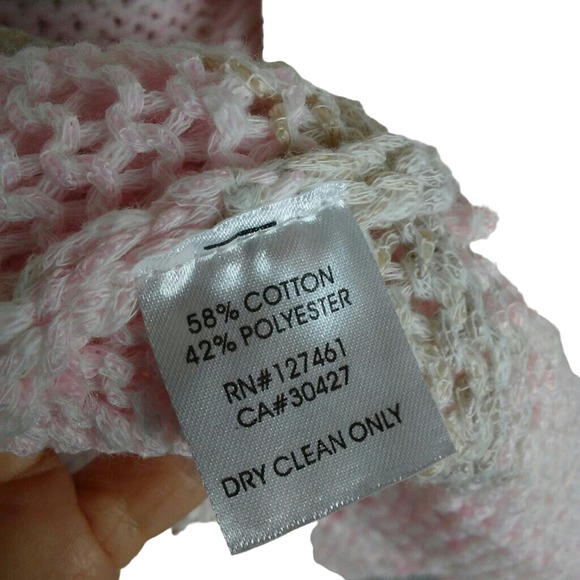 58% COTTON
42% POLYESTER
RN#127461
CA#30427
DRY CLEAN ONLY